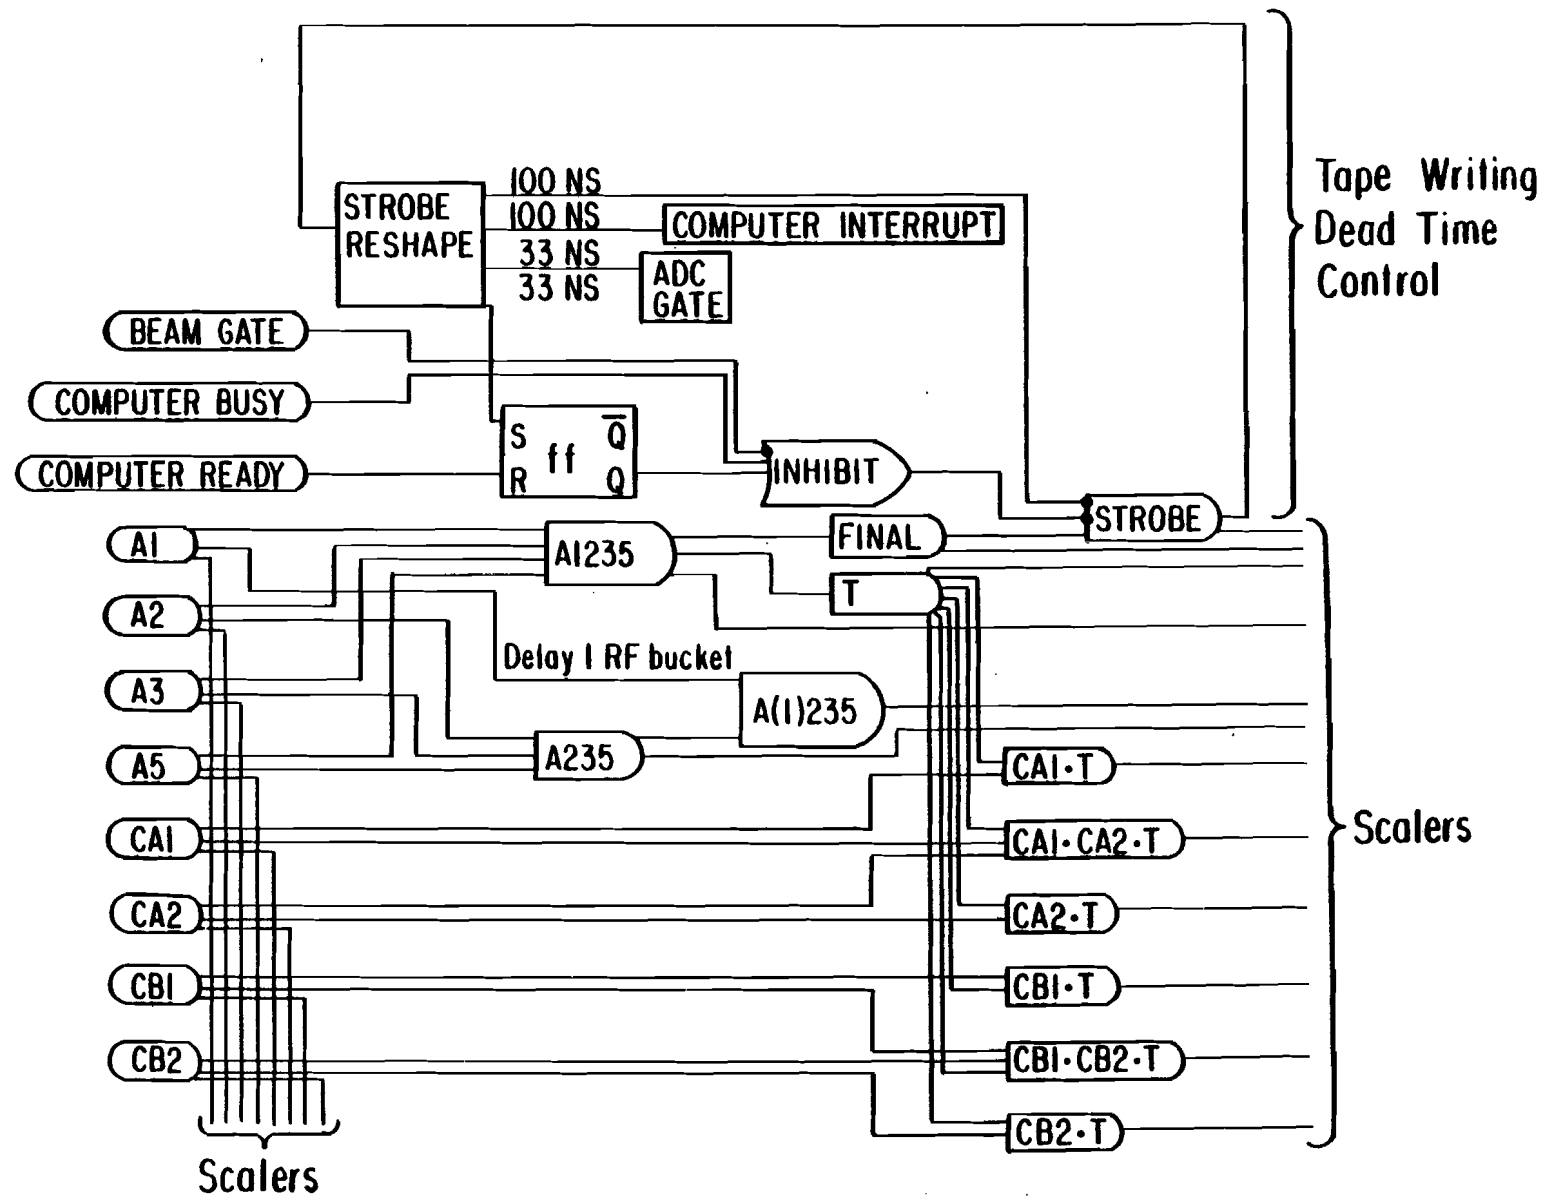 Tape Writing
Dead Time
Control
STROBE
RESHAPE
100 NS
100 NS
33 NS
33 NS
COMPUTER INTERRUPT
ADC
GATE
BEAM GATE
COMPUTER BUSY
COMPUTER READY
S
Q̅
ff
R
Q
INHIBIT
STROBE
A1
A1235
FINAL
T
A2
Delay 1 RF bucket
A3
A(1)235
A5
A235
CA1·T
CA1
CA1·CA2·T
Scalers
CA2
CA2·T
CB1
CB1·T
CB2
CB1·CB2·T
CB2·T
Scalers